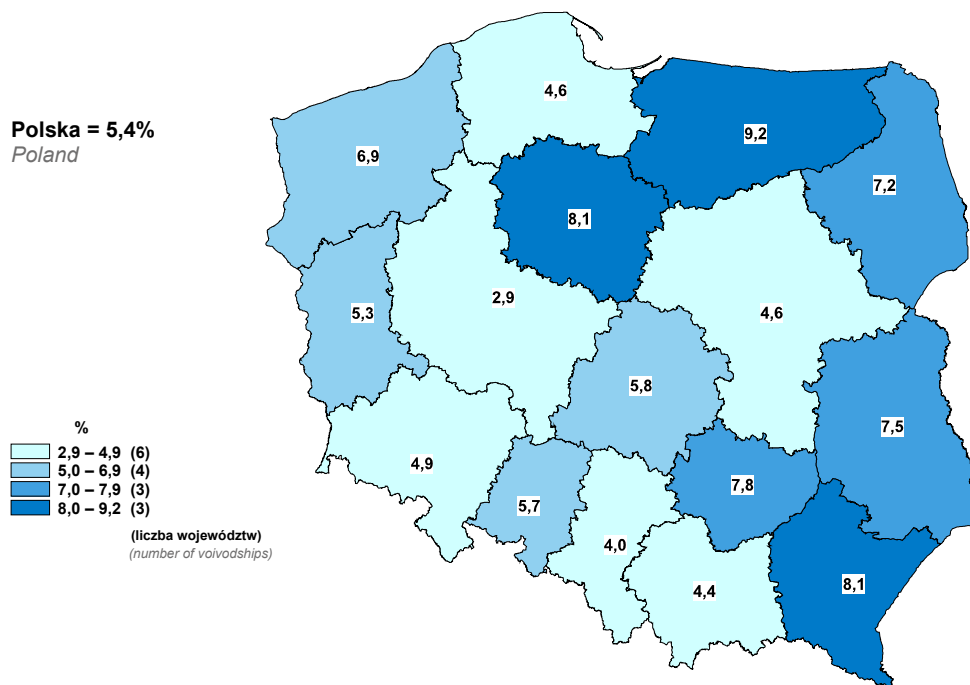 Polska = 5,4%
Poland
4,6
9,2
6,9
7,2
8,1
2,9
5,3
4,6
5,8
7,5
4,9
7,8
5,7
4,0
4,4
8,1
%
2,9 – 4,9 (6)
5,0 – 6,9 (4)
7,0 – 7,9 (3)
8,0 – 9,2 (3)
(liczba województw)
(number of voivodships)